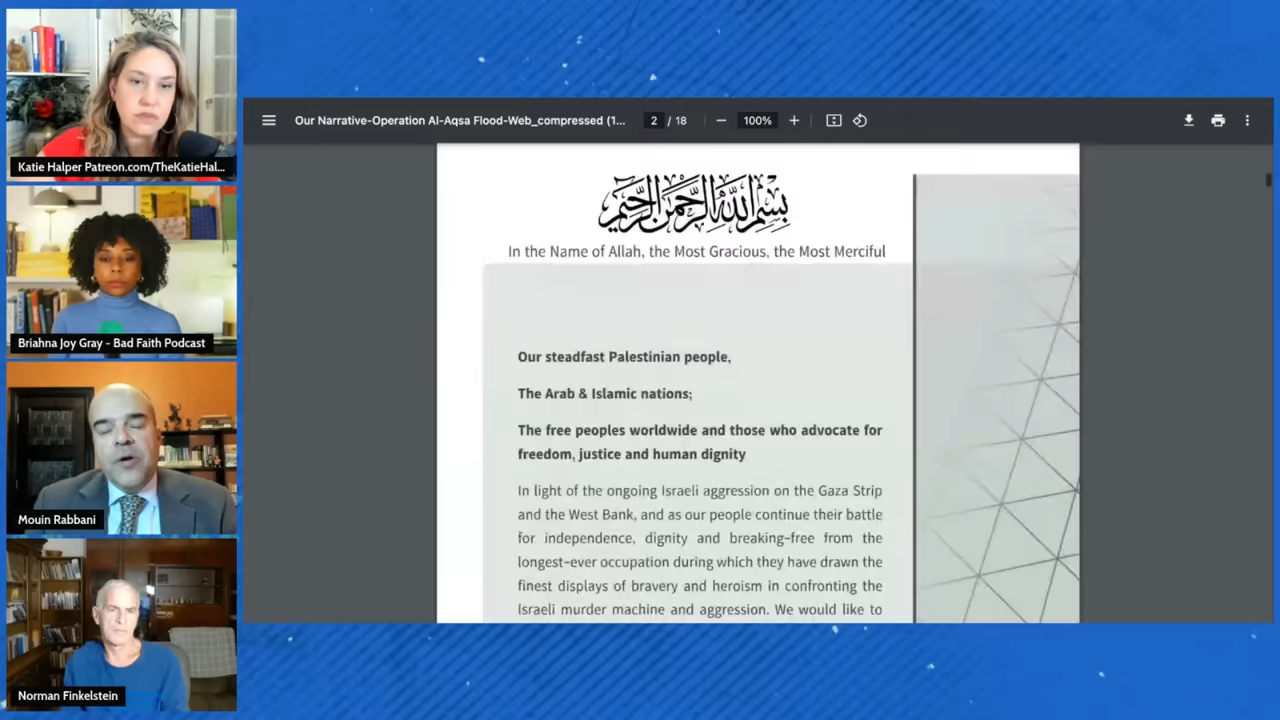 Katie Halper Patreon.com/TheKatieHal...
Briahna Joy Gray - Bad Faith Podcast
Mouin Rabbani
Norman Finkelstein
Our Narrative-Operation Al-Aqsa Flood-Web_compressed (1...
2 / 18
100%
بسم الله الرحمن الرحيم
In the Name of Allah, the Most Gracious, the Most Merciful
Our steadfast Palestinian people,
The Arab & Islamic nations;
The free peoples worldwide and those who advocate for
freedom, justice and human dignity
In light of the ongoing Israeli aggression on the Gaza Strip
and the West Bank, and as our people continue their battle
for independence, dignity and breaking-free from the
longest-ever occupation during which they have drawn the
finest displays of bravery and heroism in confronting the
Israeli murder machine and aggression. We would like to